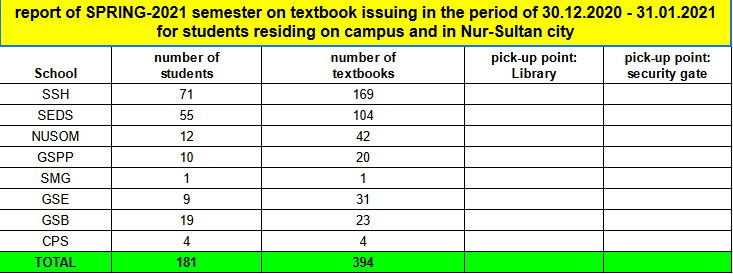 report of SPRING-2021 semester on textbook issuing in the period of 30.12.2020 - 31.01.2021
for students residing on campus and in Nur-Sultan city
School number of students number of textbooks pick-up point: Library pick-up point: security gate
SSH 71 169
SEDS 55 104
NUSOM 12 42
GSPP 10 20
SMG 1 1
GSE 9 31
GSB 19 23
CPS 4 4
TOTAL 181 394